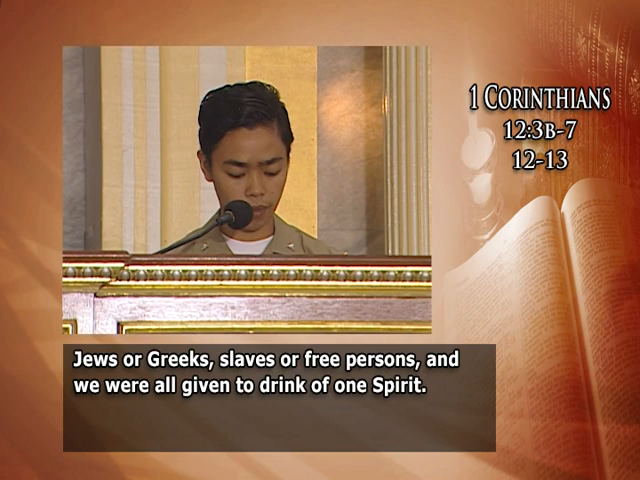 1 CORINTHIANS
12:3B-7
12-13
Jews or Greeks, slaves or free persons, and
we were all given to drink of one Spirit.